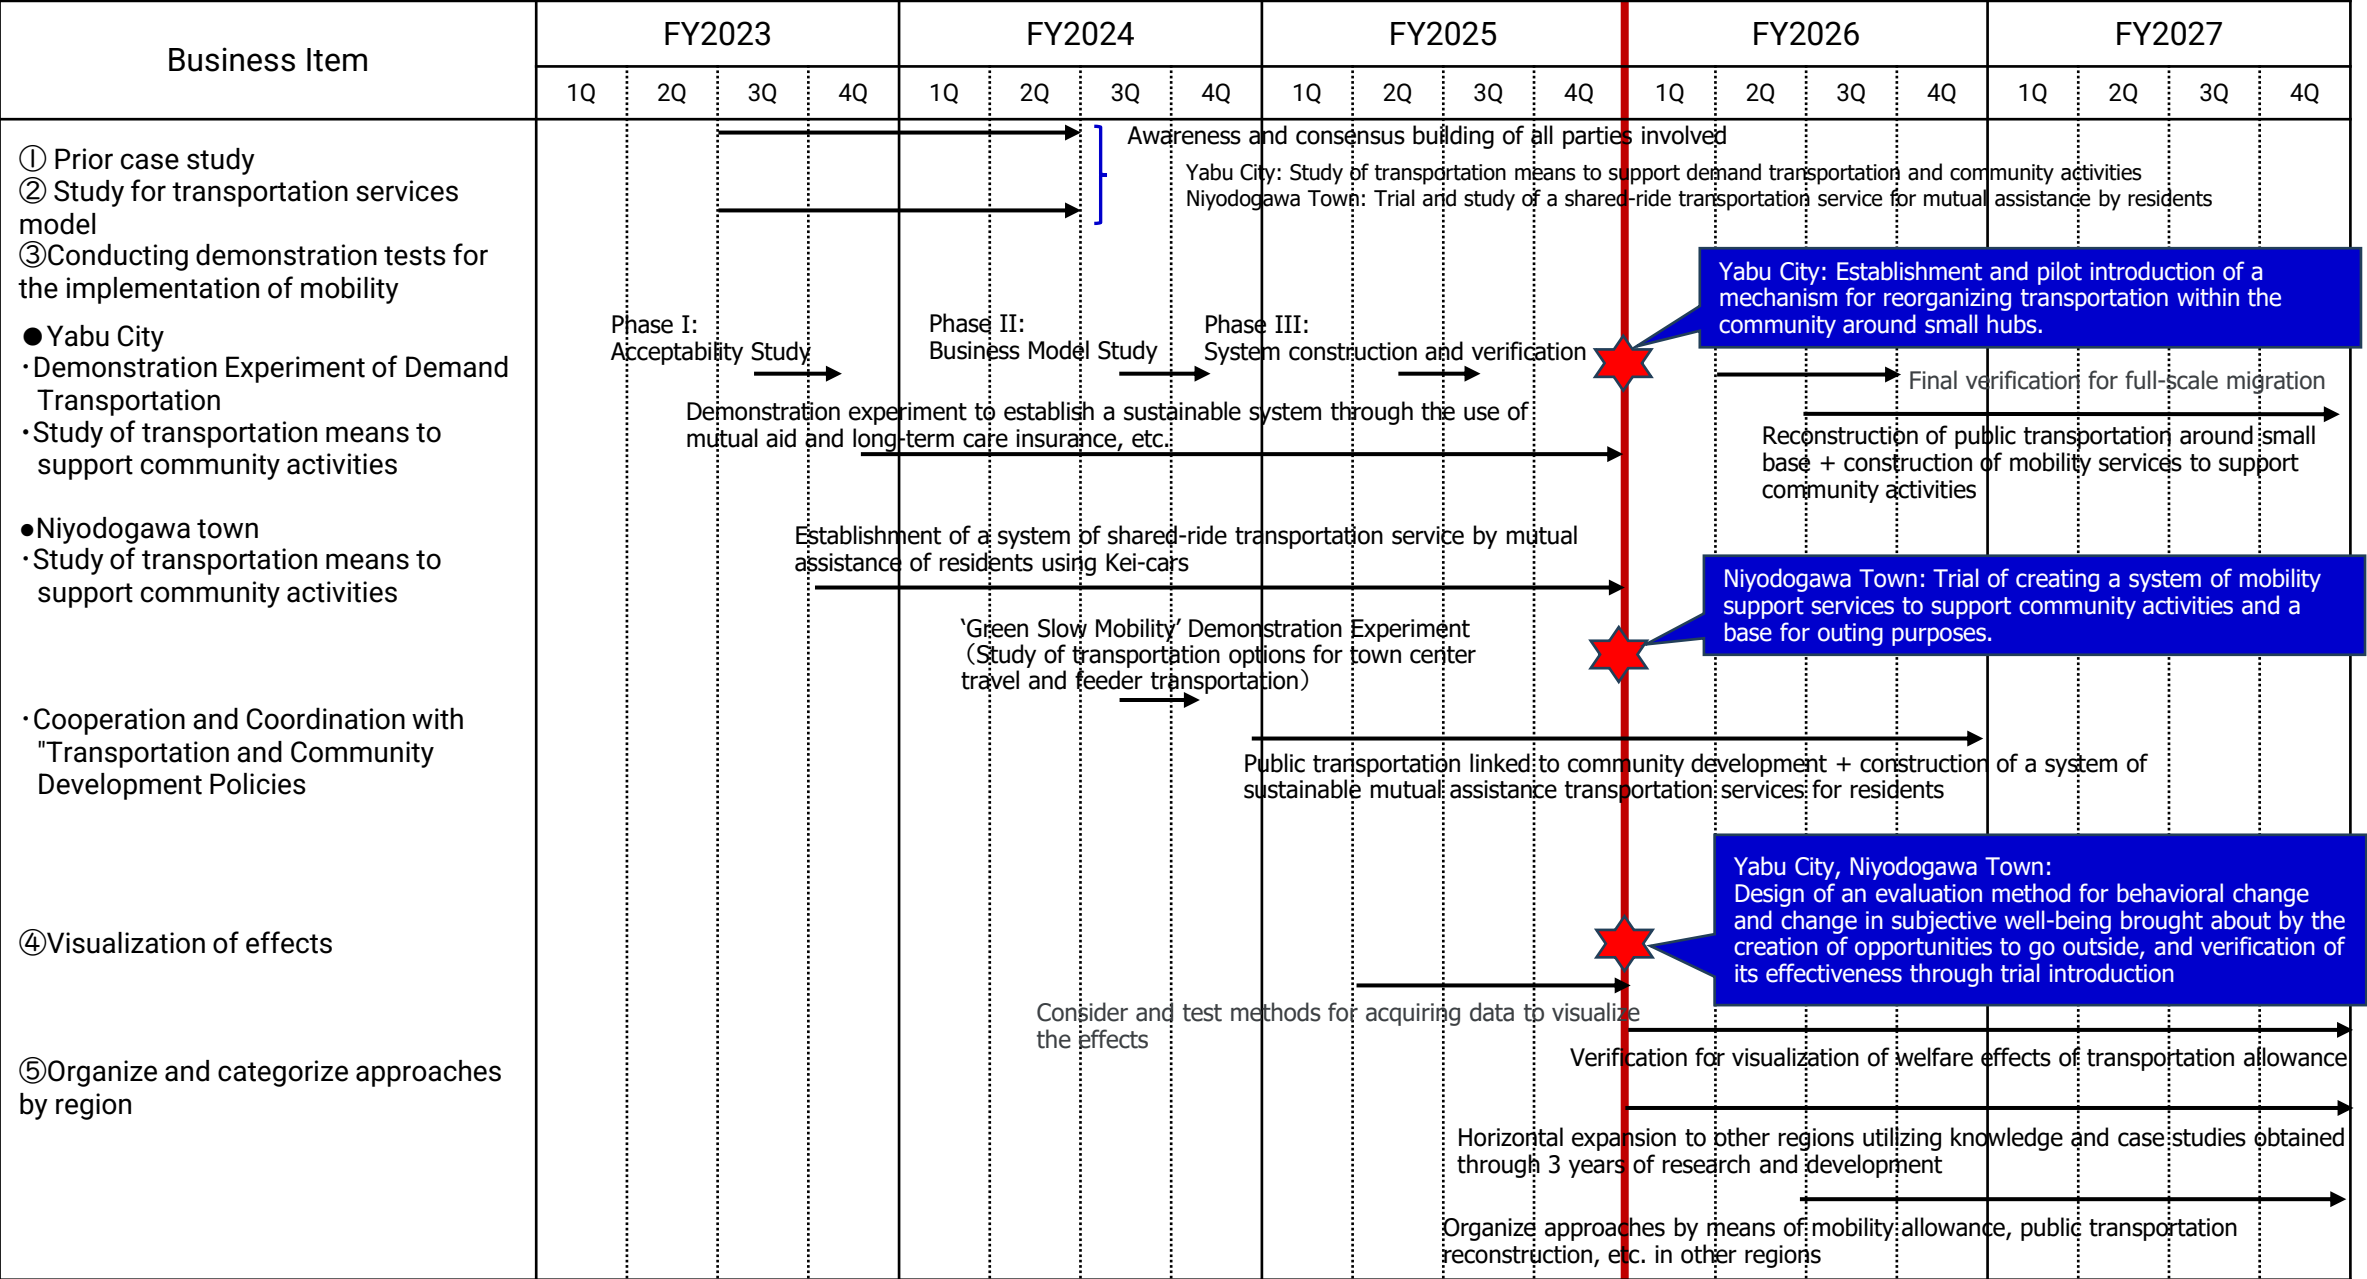 Business Item
FY2023
FY2024
FY2025
FY2026
FY2027
1Q
2Q
3Q
4Q
1Q
2Q
3Q
4Q
1Q
2Q
3Q
4Q
1Q
2Q
3Q
4Q
1Q
2Q
3Q
4Q
① Prior case study
② Study for transportation services
model
③Conducting demonstration tests for
the implementation of mobility
●Yabu City
・Demonstration Experiment of Demand
Transportation
・Study of transportation means to
support community activities
●Niyodogawa town
・Study of transportation means to
support community activities
・Cooperation and Coordination with
"Transportation and Community
Development Policies
④Visualization of effects
⑤Organize and categorize approaches
by region
Awareness and consensus building of all parties involved
Yabu City: Study of transportation means to support demand transportation and community activities
Niyodogawa Town: Trial and study of a shared-ride transportation service for mutual assistance by residents
Yabu City: Establishment and pilot introduction of a
mechanism for reorganizing transportation within the
community around small hubs.
Phase I:
Acceptability Study
Phase II:
Business Model Study
Phase III:
System construction and verification
Final verification for full-scale migration
Demonstration experiment to establish a sustainable system through the use of
mutual aid and long-term care insurance, etc.
Reconstruction of public transportation around small
base + construction of mobility services to support
community activities
Establishment of a system of shared-ride transportation service by mutual
assistance of residents using Kei-cars
Niyodogawa Town: Trial of creating a system of mobility
support services to support community activities and a
base for outing purposes.
‘Green Slow Mobility’ Demonstration Experiment
（Study of transportation options for town center
travel and feeder transportation）
Public transportation linked to community development + construction of a system of
sustainable mutual assistance transportation services for residents
Yabu City, Niyodogawa Town:
Design of an evaluation method for behavioral change
and change in subjective well-being brought about by the
creation of opportunities to go outside, and verification of
its effectiveness through trial introduction
Consider and test methods for acquiring data to visualize
the effects
Verification for visualization of welfare effects of transportation allowance
Horizontal expansion to other regions utilizing knowledge and case studies obtained
through 3 years of research and development
Organize approaches by means of mobility allowance, public transportation
reconstruction, etc. in other regions